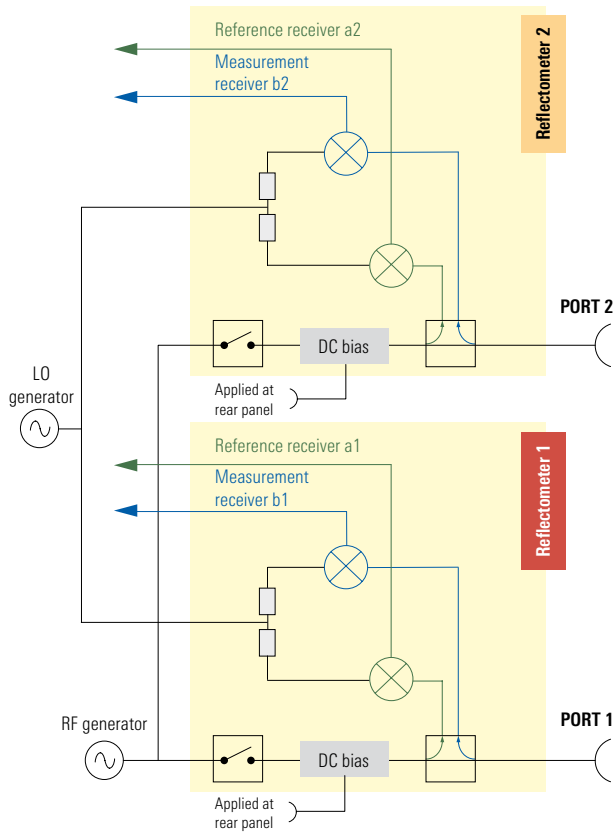 Reference receiver a2
Measurement
receiver b2
Reflectometer 2
PORT 2
DC bias
Applied at
rear panel
LO
generator
Reference receiver a1
Measurement
receiver b1
Reflectometer 1
PORT 1
RF generator
DC bias
Applied at
rear panel